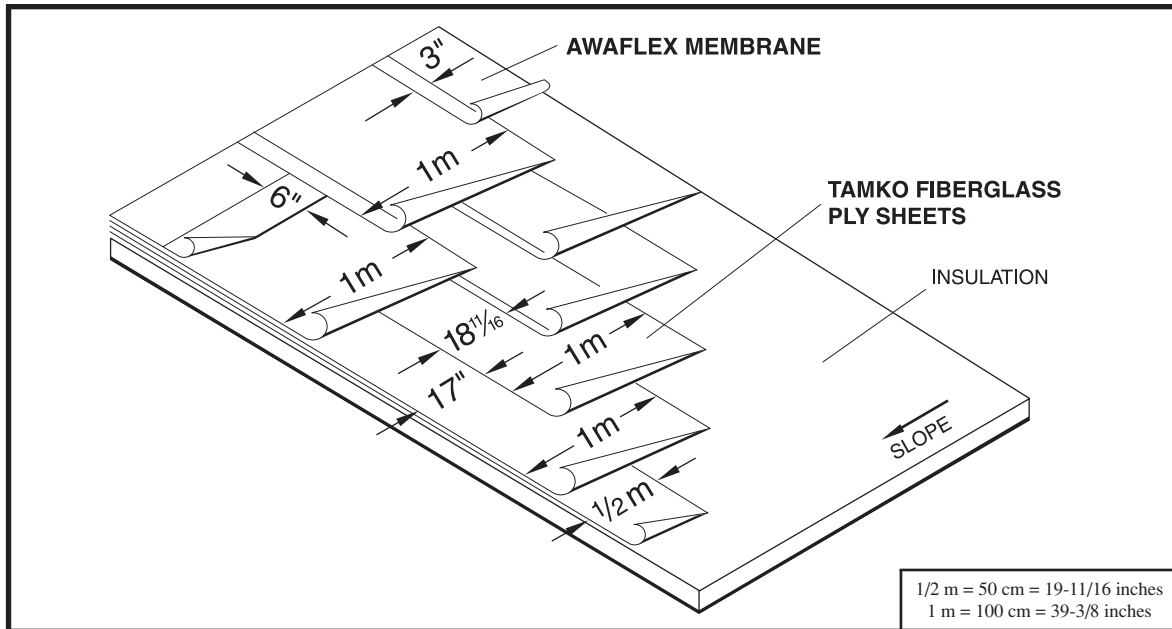 3"
AWAFLEX MEMBRANE
1m
6"
TAMKO FIBERGLASS
PLY SHEETS
1m
INSULATION
18 11/16
1m
17"
1m
SLOPE
1/2 m
1/2 m = 50 cm = 19-11/16 inches
1 m = 100 cm = 39-3/8 inches